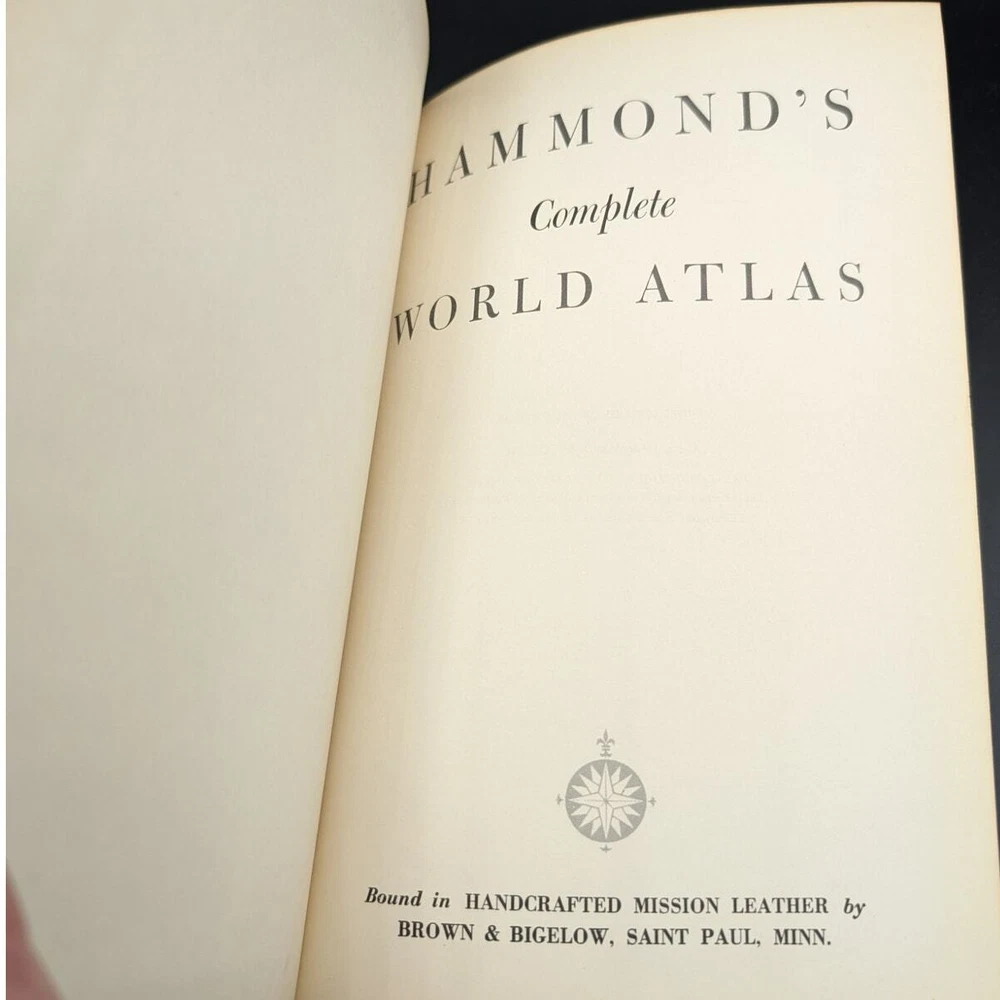 HAMMOND'S
Complete
WORLD ATLAS
Bound in HANDCRAFTED MISSION LEATHER by
BROWN & BIGELOW, SAINT PAUL, MINN.